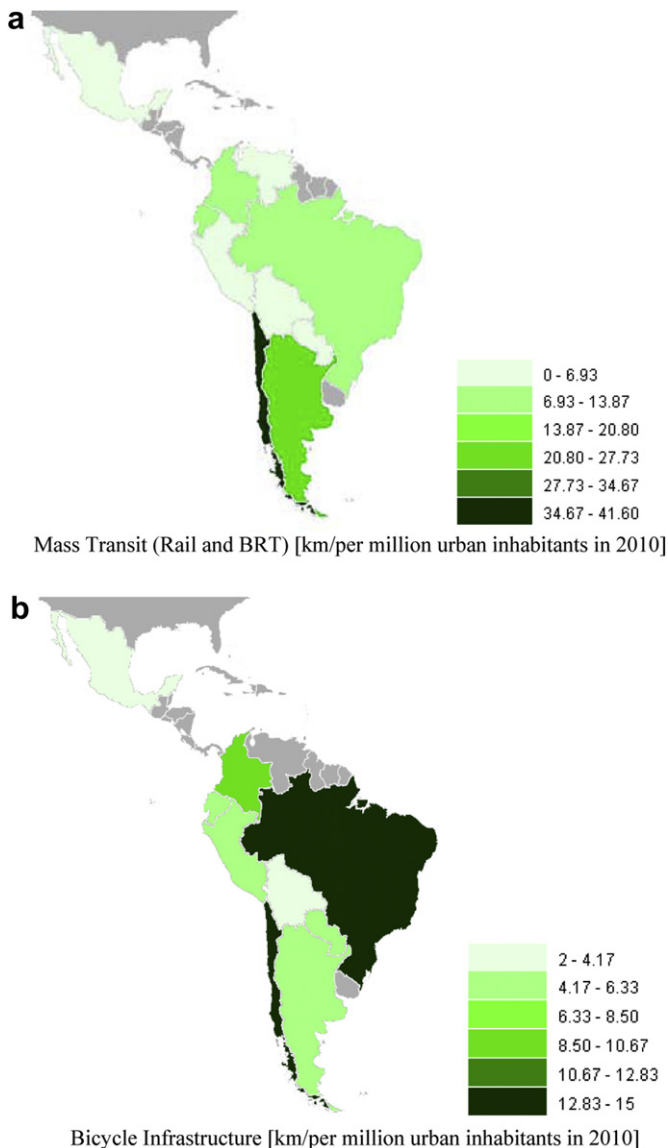 a
0 - 6.93
6.93 - 13.87
13.87 - 20.80
20.80 - 27.73
27.73 - 34.67
34.67 - 41.60
Mass Transit (Rail and BRT) [km/per million urban inhabitants in 2010]
b
2 - 4.17
4.17 - 6.33
6.33 - 8.50
8.50 - 10.67
10.67 - 12.83
12.83 - 15
Bicycle Infrastructure [km/per million urban inhabitants in 2010]